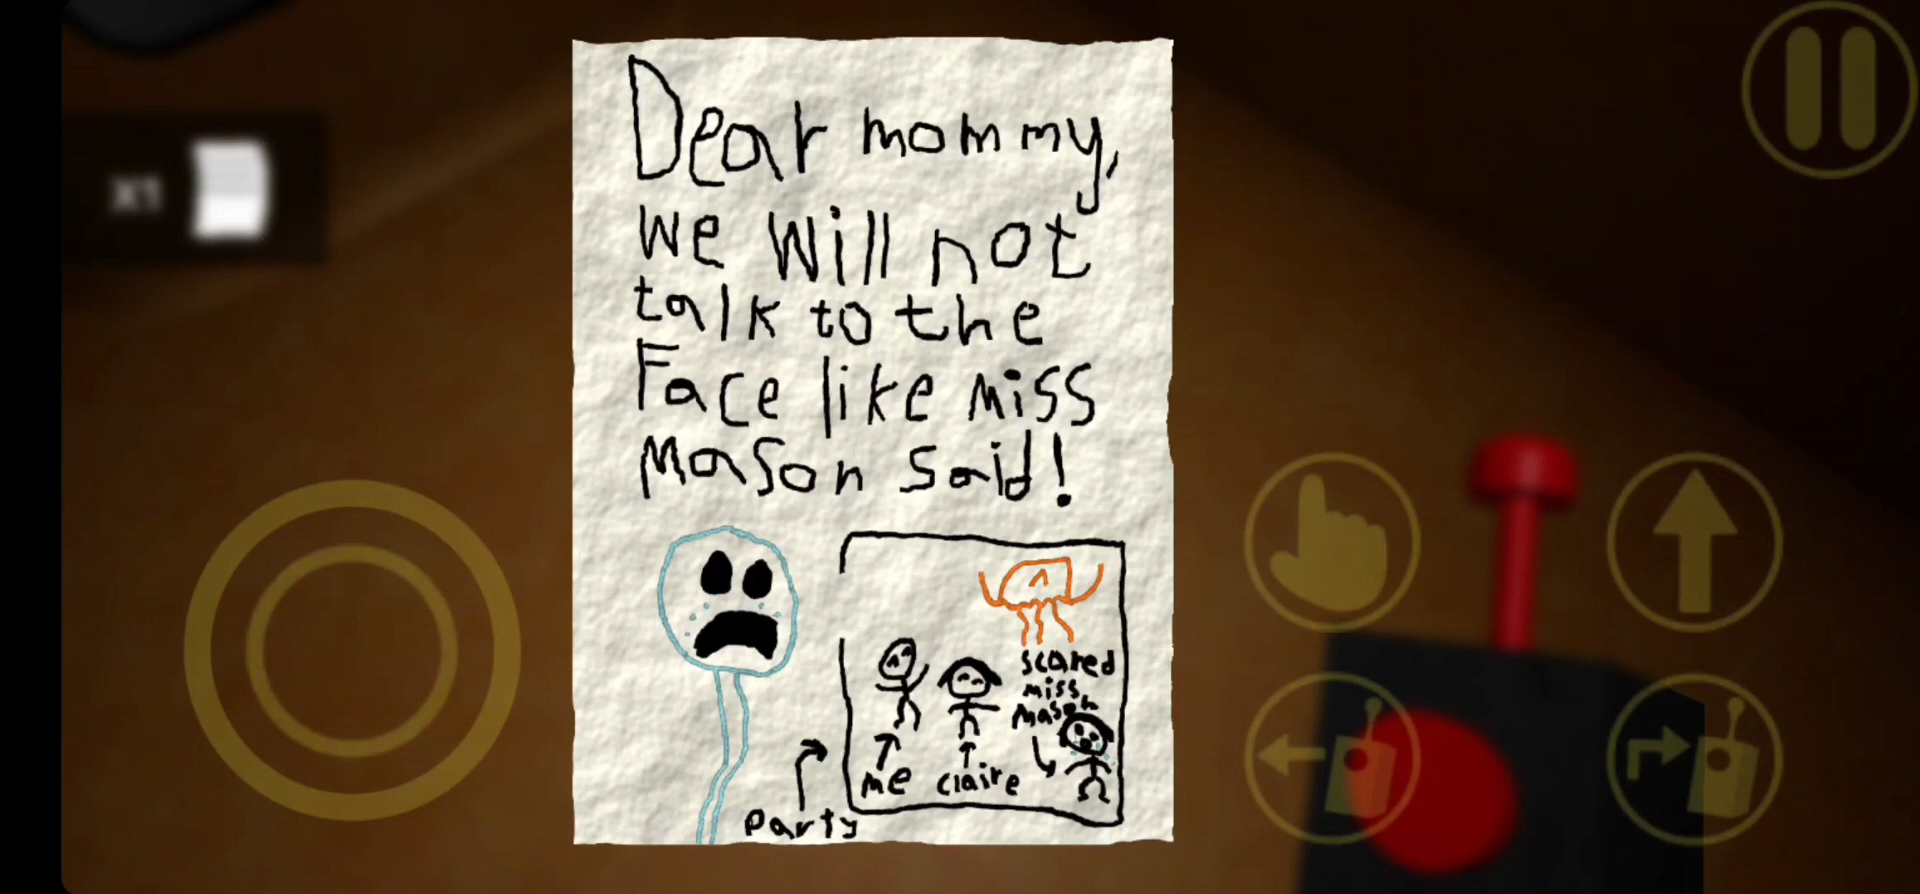 Dear mommy,
we will not
talk to the
Face like miss
mason said!
scared
miss
mason
me
claire
party
X1